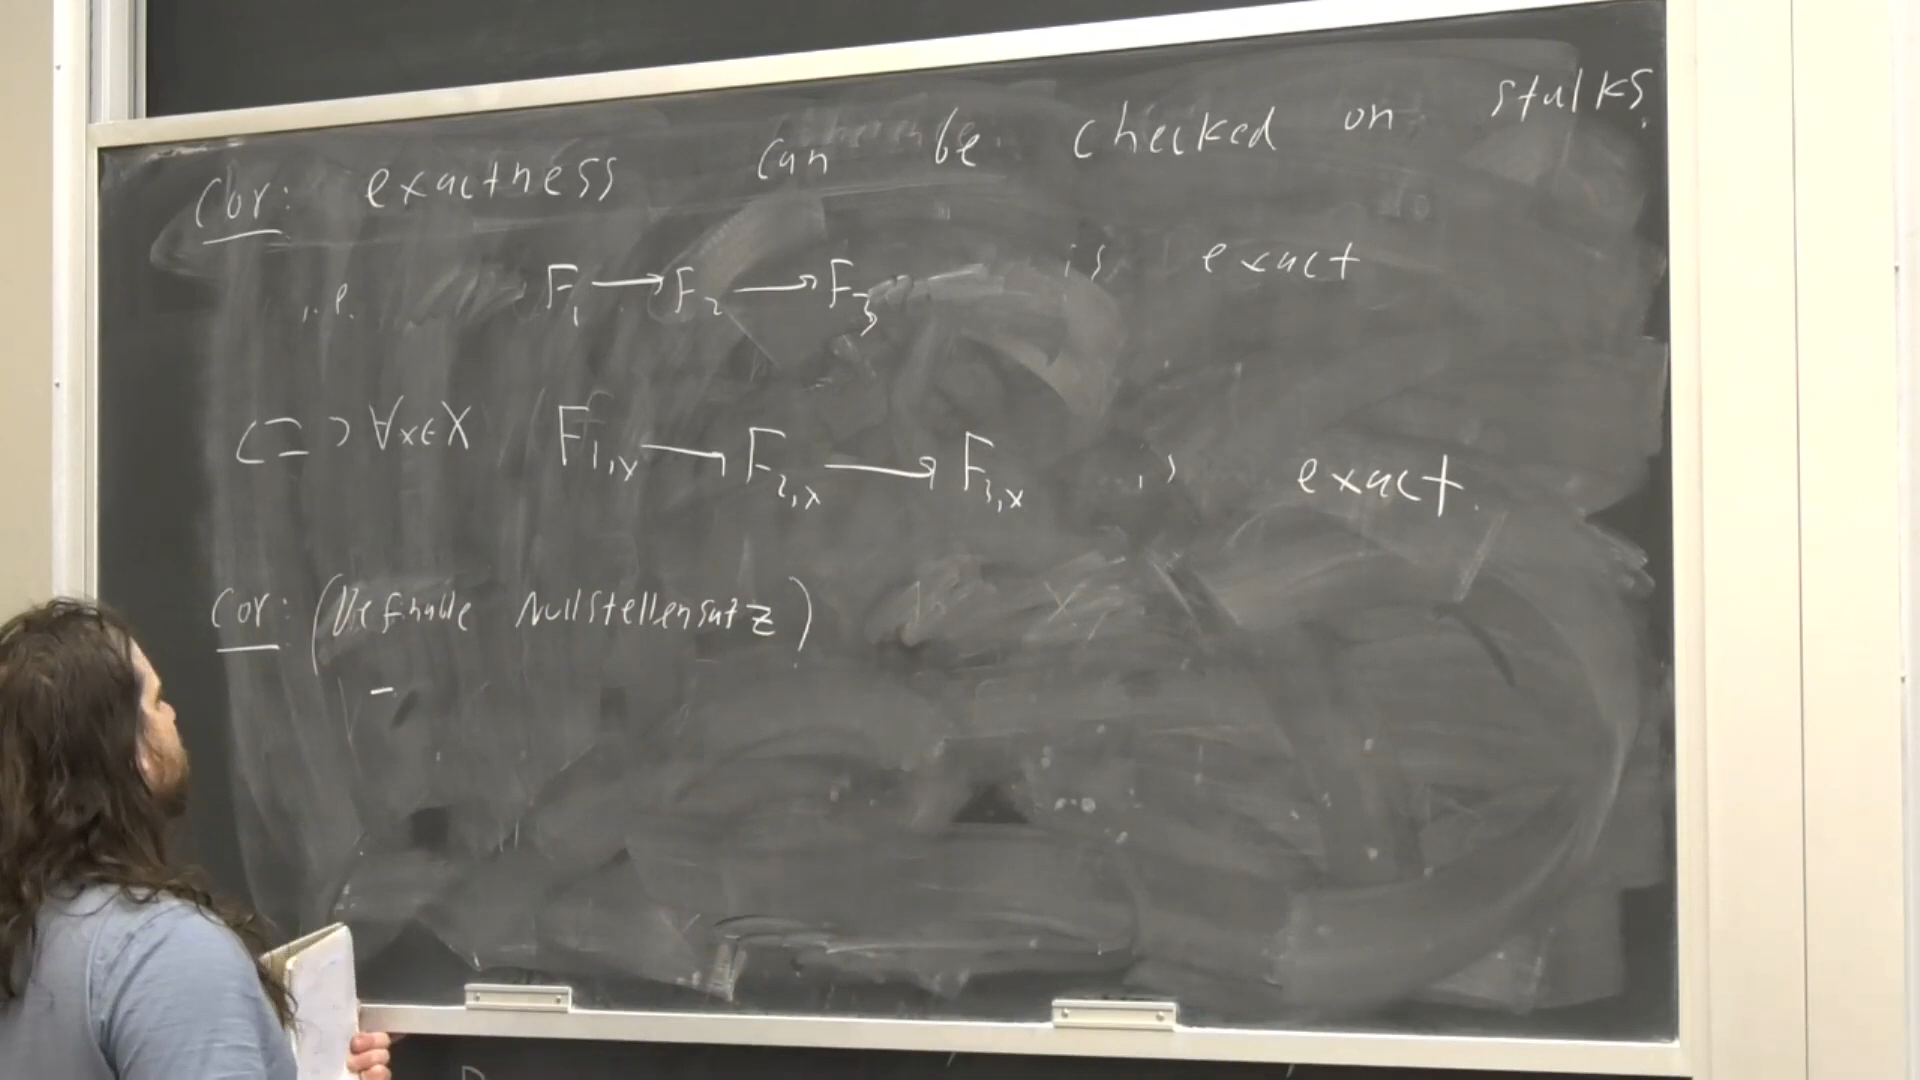 Cor: exactness can be checked on stalks.
i.e. F₁ → F₂ → F₃ is exact
<=> ∀x∈X F₁,ₓ → F₂,ₓ → F₃,ₓ is exact.
Cor: (Definable Nullstellensatz)
-